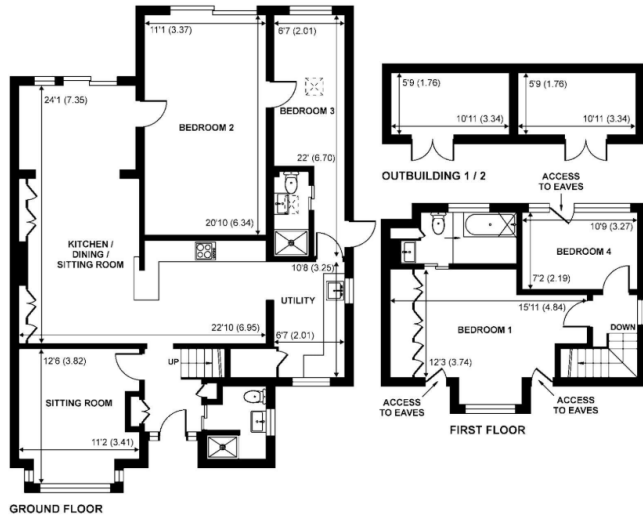 11'1 (3.37)
6'7 (2.01)
24'1 (7.35)
BEDROOM 2
BEDROOM 3
22' (6.70)
20'10 (6.34)
KITCHEN /
DINING /
SITTING ROOM
10'8 (3.25)
UTILITY
22'10 (6.95)
6'7 (2.01)
12'6 (3.82)
UP
SITTING ROOM
11'2 (3.41)
GROUND FLOOR
5'9 (1.76)
5'9 (1.76)
10'11 (3.34)
10'11 (3.34)
OUTBUILDING 1 / 2
ACCESS
TO EAVES
10'9 (3.27)
BEDROOM 4
7'2 (2.19)
15'11 (4.84)
BEDROOM 1
DOWN
12'3 (3.74)
ACCESS
TO EAVES
ACCESS
TO EAVES
FIRST FLOOR